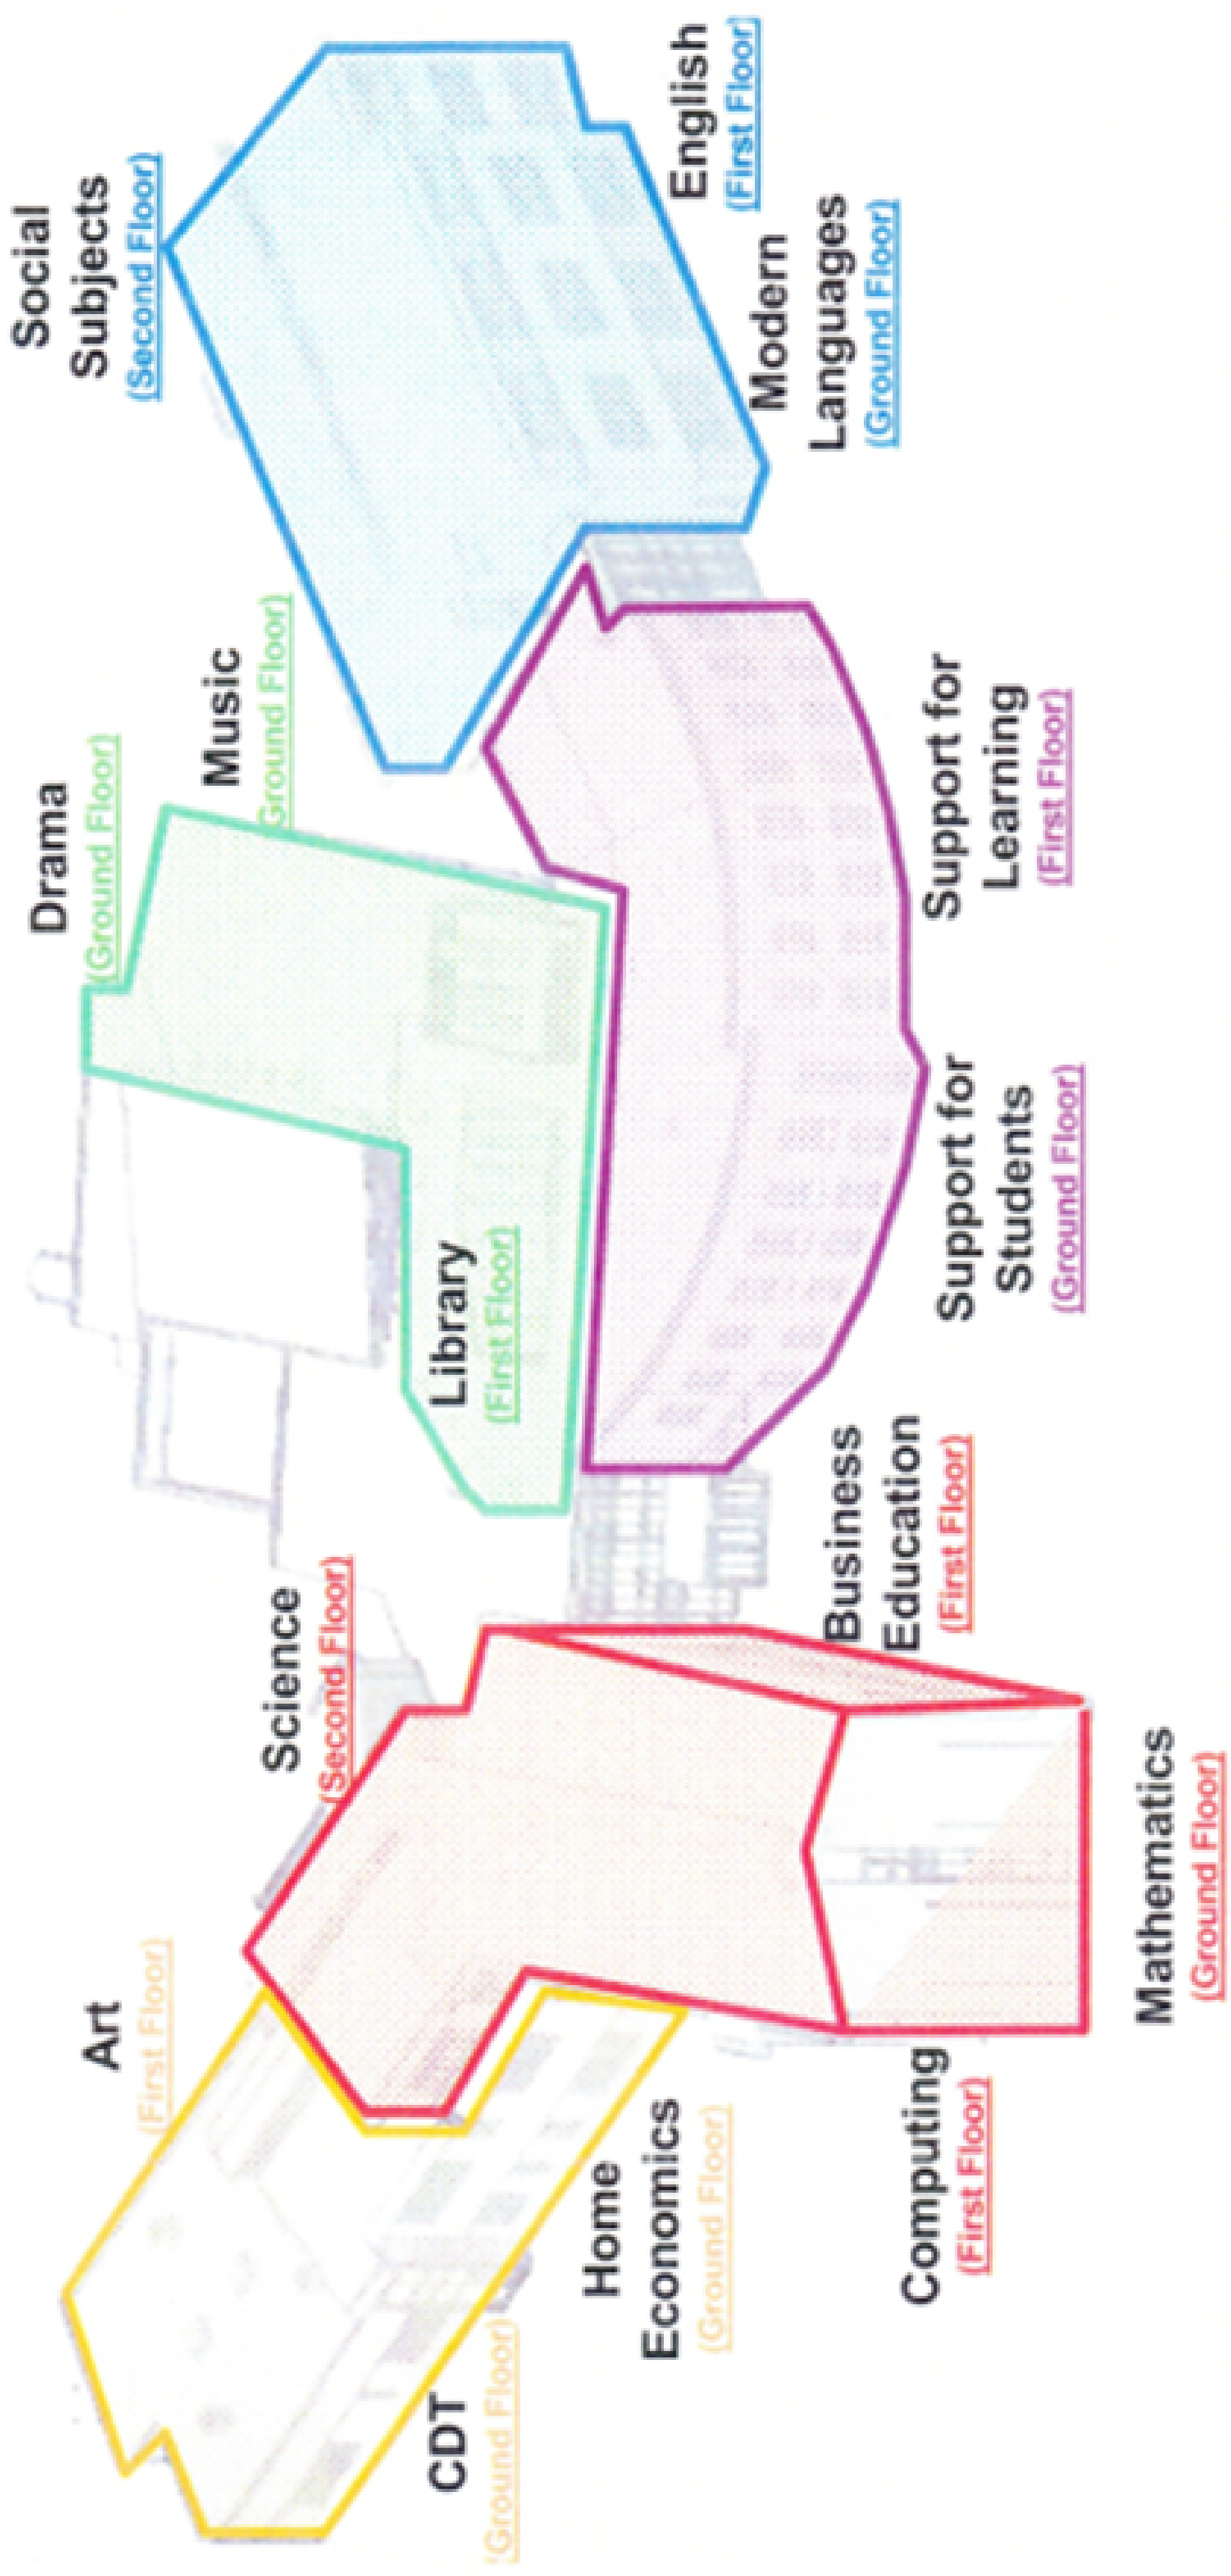 Art
(First Floor)
Science
(Second Floor)
Drama
(Ground Floor)
Music
Ground Floor)
Social
Subjects
(Second Floor)
Library
(First Floor)
CDT
(Ground Floor)
Home
Economics
(Ground Floor)
Computing
(First Floor)
Mathematics
(Ground Floor)
Business
Education
(First Floor)
Support for
Students
(Ground Floor)
Support for
Learning
(First Floor)
Modern
Languages
(Ground Floor)
English
(First Floor)